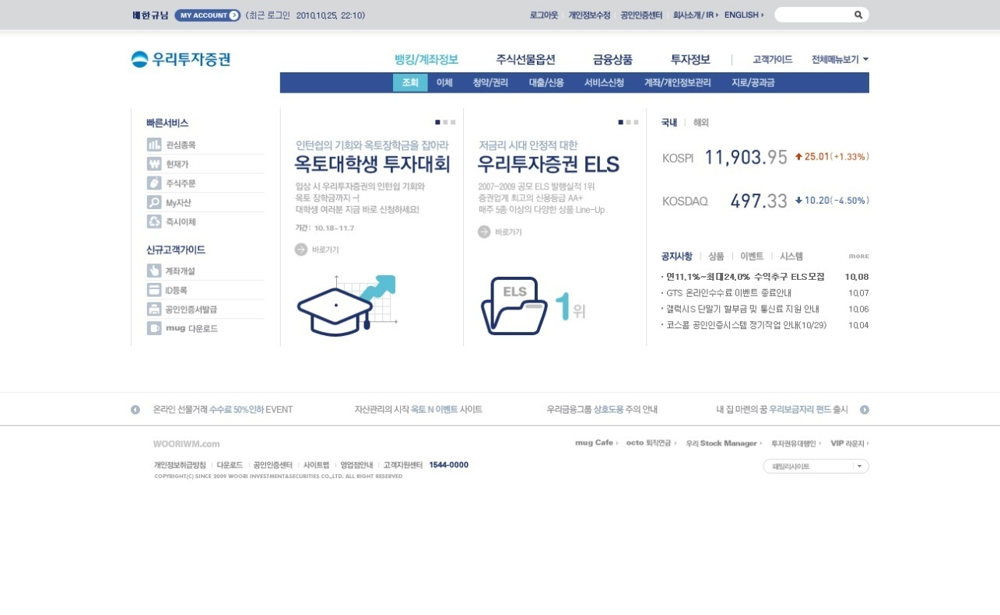 배한규님 MY ACCOUNT (최근 로그인 2010,10,25, 22:10)
로그아웃 개인정보수정 공인인증센터 회사소개 / IR ENGLISH
우리투자증권
뱅킹/계좌정보 주식선물옵션 금융상품 투자정보 고객가이드 전체메뉴보기
조회 이체 청약/권리 대출/신용 서비스신청 계좌/개인정보관리 지로/공과금
빠른서비스
관심종목
현재가
주식주문
My자산
즉시이체
신규고객가이드
계좌개설
ID등록
공인인증서발급
mug 다운로드
인턴쉽의 기회와 옥토장학금을 잡아라
옥토대학생 투자대회
입상 시 우리투자증권의 인턴쉽 기회와
옥토 장학금까지 ~!
대학생 여러분 지금 바로 신청하세요!
기간 : 10.18~11.7
바로가기
저금리 시대 안정적 대한
우리투자증권 ELS
2007~2009 공모 ELS 발행실적 1위
증권업계 최고의 신용등급 AA+
매주 5종 이상의 다양한 상품 Line-Up
바로가기
ELS 1위
국내 해외
KOSPI 11,903.95 25.01(+1.33%)
KOSDAQ 497.33 10.20(-4.50%)
공지사항 상품 이벤트 시스템 MORE
· 연11,1%~최대24,0% 수익추구 ELS모집 10,08
· GTS 온라인수수료 이벤트 종료안내 10,07
· 갤럭시S 단말기 할부금 및 통신료 지원 안내 10,06
· 코스콤 공인인증시스템 정기작업 안내(10/29) 10,04
온라인 선물거래 수수료 50%인하 EVENT 자산관리의 시작 옥토 N 이벤트 사이트 우리금융그룹 상호도용 주의 안내 내 집 마련의 꿈 우리보금자리 펀드 출시
WOORIWM.com
mug Cafe octo 퇴직연금 우리 Stock Manager 투자권유대행인 VIP 라운지
개인정보취급방침 다운로드 공인인증센터 사이트맵 영업점안내 고객지원센터 1544-0000
패밀리사이트
COPYRIGHT(C) SINCE 2009 WOORI INVESTMENT&SECURITIES CO.,LTD. ALL RIGHT RESERVED